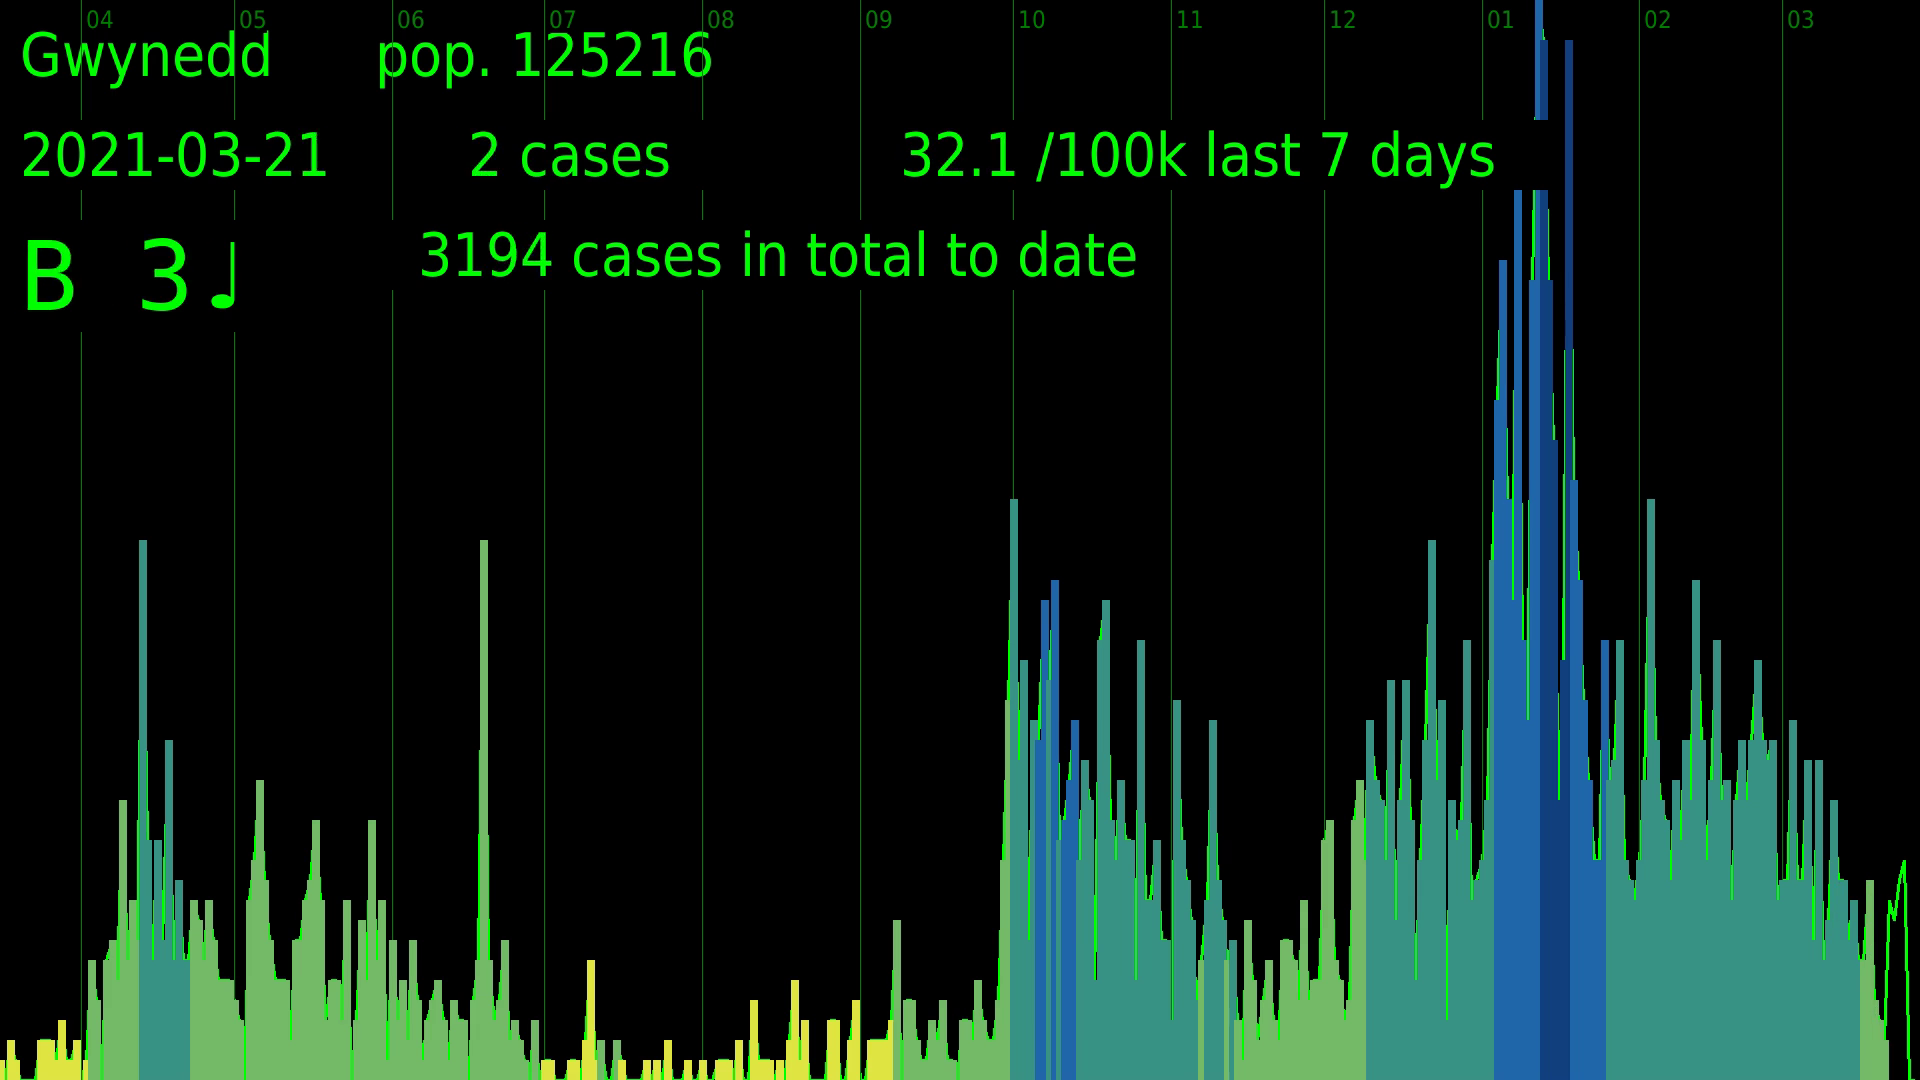 04 05 06 07 08 09 10 11 12 01 02 03
Gwynedd pop. 125216
2021-03-21 2 cases 32.1 /100k last 7 days
B 3♩ 3194 cases in total to date